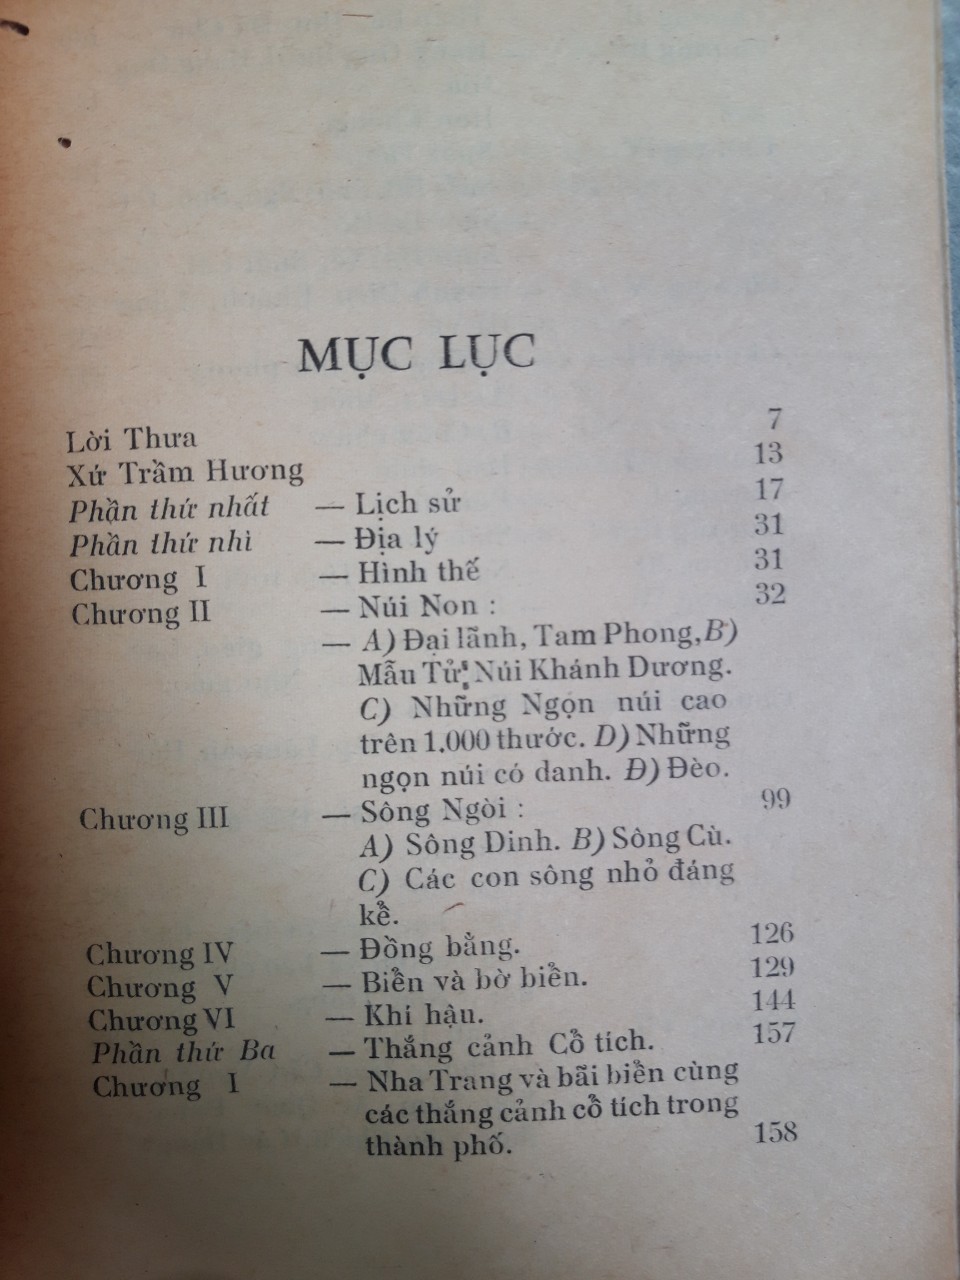 MỤC LỤC
Lời Thưa 7
Xứ Trầm Hương 13
Phần thứ nhất — Lịch sử 17
Phần thứ nhì — Địa lý 31
Chương I — Hình thế 31
Chương II — Núi Non : 32
— A) Đại lãnh, Tam Phong, B)
Mẫu Tử, Núi Khánh Dương.
C) Những Ngọn núi cao
trên 1.000 thước. D) Những
ngọn núi có danh. Đ) Đèo.
Chương III — Sông Ngòi : 99
A) Sông Dinh. B) Sông Cù.
C) Các con sông nhỏ đáng
kể.
Chương IV — Đồng bằng. 126
Chương V — Biển và bờ biển. 129
Chương VI — Khí hậu. 144
Phần thứ Ba — Thắng cảnh Cổ tích. 157
Chương I — Nha Trang và bãi biển cùng
các thắng cảnh cổ tích trong
thành phố. 158